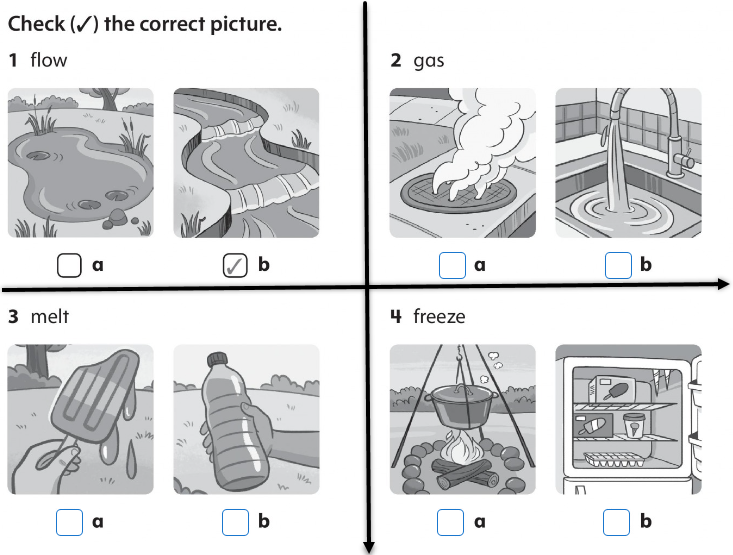 Check (✓) the correct picture.
1 flow
a
b
2 gas
a
b
3 melt
a
b
4 freeze
a
b